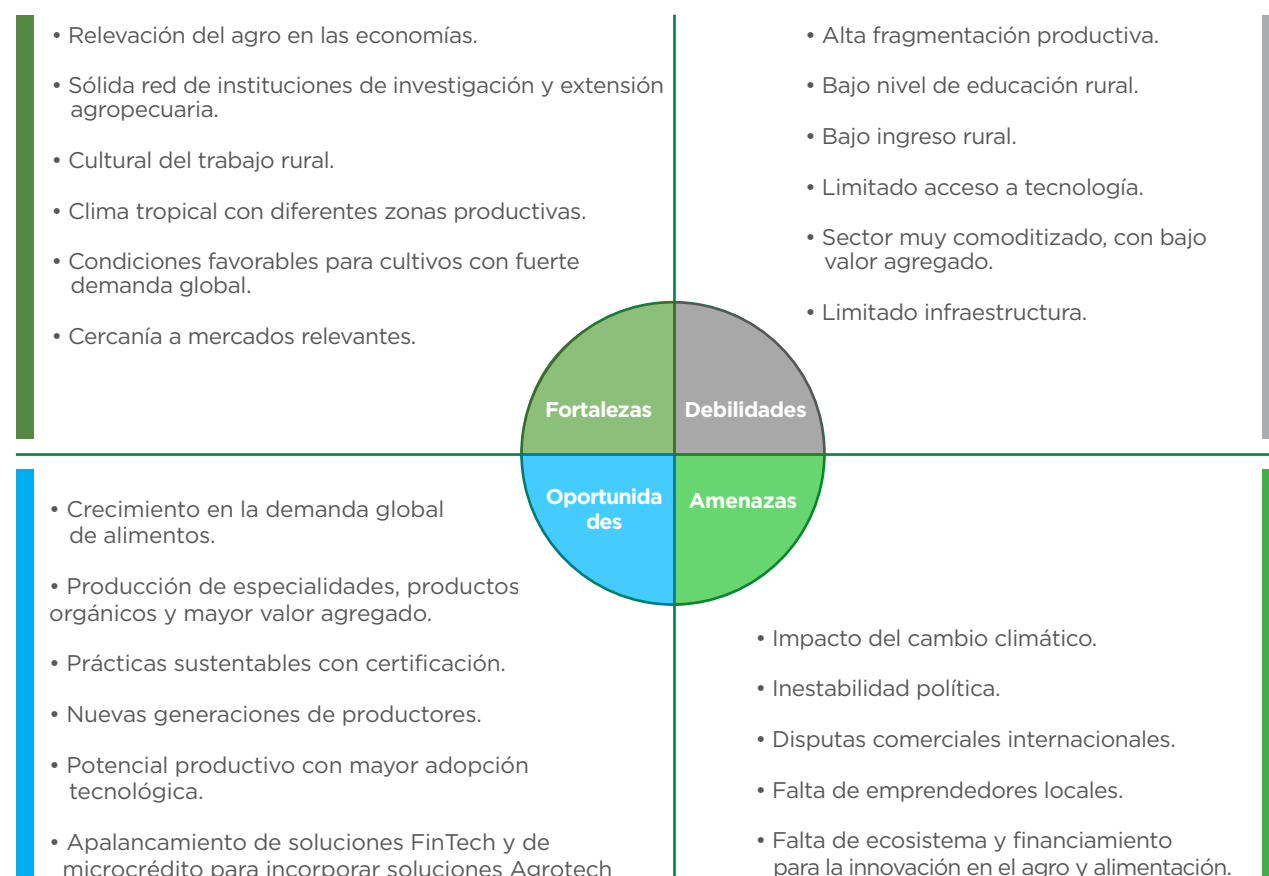 • Relevación del agro en las economías.
• Sólida red de instituciones de investigación y extensión
agropecuaria.
• Cultural del trabajo rural.
• Clima tropical con diferentes zonas productivas.
• Condiciones favorables para cultivos con fuerte
demanda global.
• Cercanía a mercados relevantes.
• Alta fragmentación productiva.
• Bajo nivel de educación rural.
• Bajo ingreso rural.
• Limitado acceso a tecnología.
• Sector muy comoditizado, con bajo
valor agregado.
• Limitado infraestructura.
Fortalezas
Debilidades
Oportunida
des
Amenazas
• Crecimiento en la demanda global
de alimentos.
• Producción de especialidades, productos
orgánicos y mayor valor agregado.
• Prácticas sustentables con certificación.
• Nuevas generaciones de productores.
• Potencial productivo con mayor adopción
tecnológica.
• Apalancamiento de soluciones FinTech y de
microcrédito para incorporar soluciones Agrotech
• Impacto del cambio climático.
• Inestabilidad política.
• Disputas comerciales internacionales.
• Falta de emprendedores locales.
• Falta de ecosistema y financiamiento
para la innovación en el agro y alimentación.